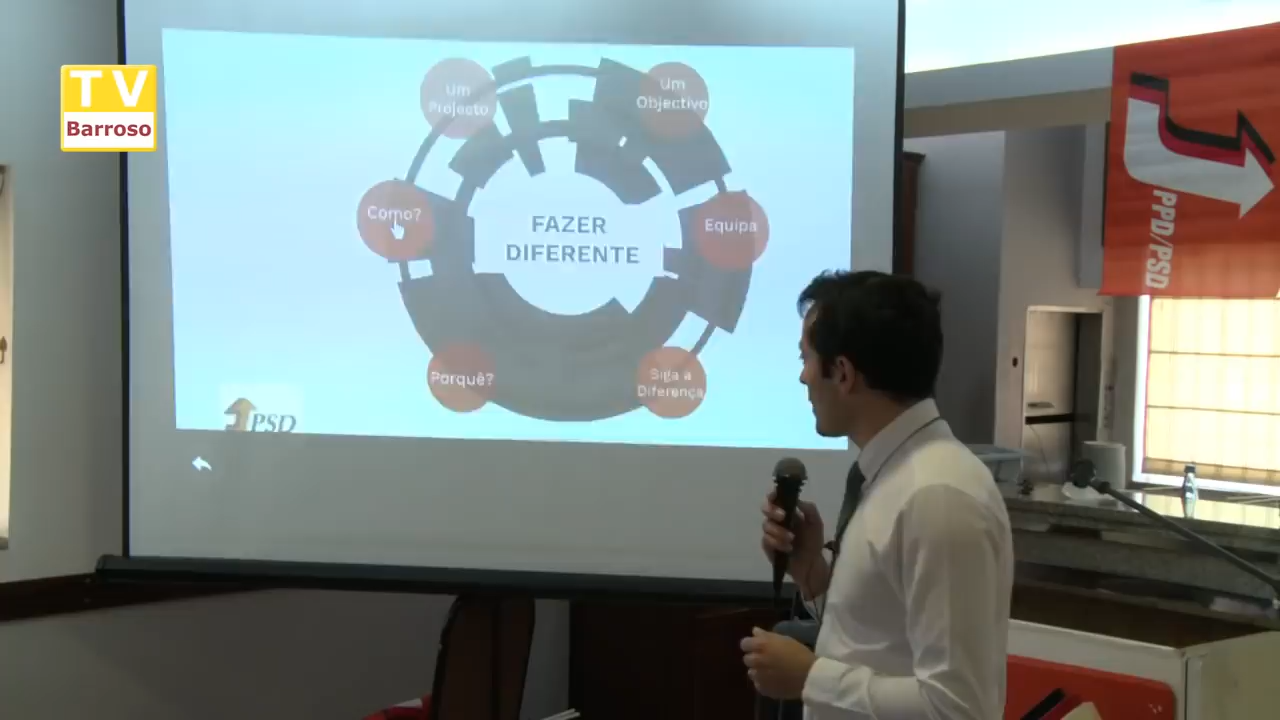 TV
Barroso
Um
Projecto
Um
Objectivo
Como?
FAZER
DIFERENTE
Equipa
Porquê?
Siga a
Diferença
PSD
PPD/PSD